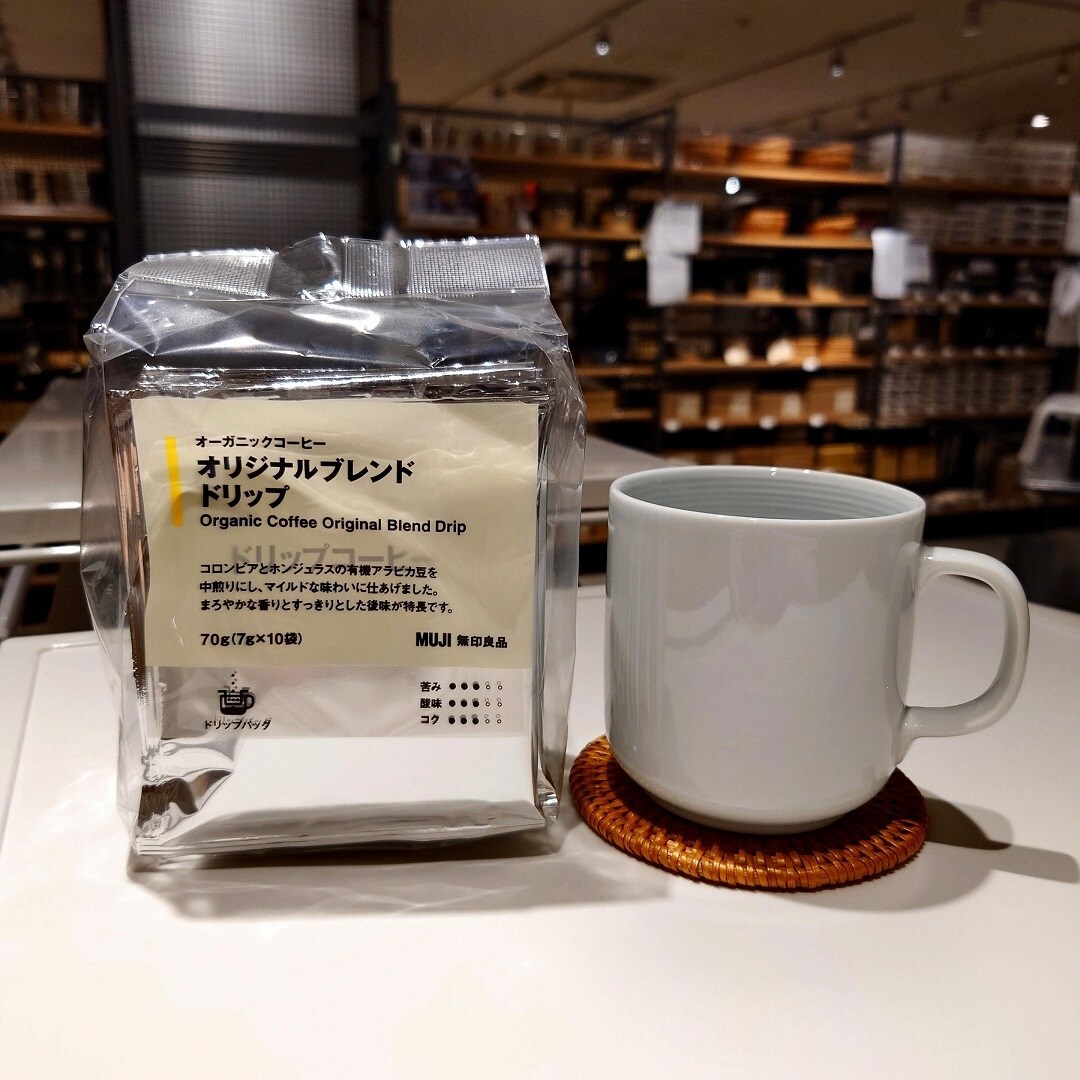 オーガニックコーヒー
オリジナルブレンド
ドリップ
Organic Coffee Original Blend Drip
ドリップコーヒー
コロンビアとホンジュラスの有機アラビカ豆を
中煎りにし、マイルドな味わいに仕あげました。
まろやかな香りとすっきりとした後味が特長です。
70g(7g×10袋) MUJI 無印良品
苦み ●●●○○
ドリップバッグ
酸味 ●●●○○
コク ●●●○○